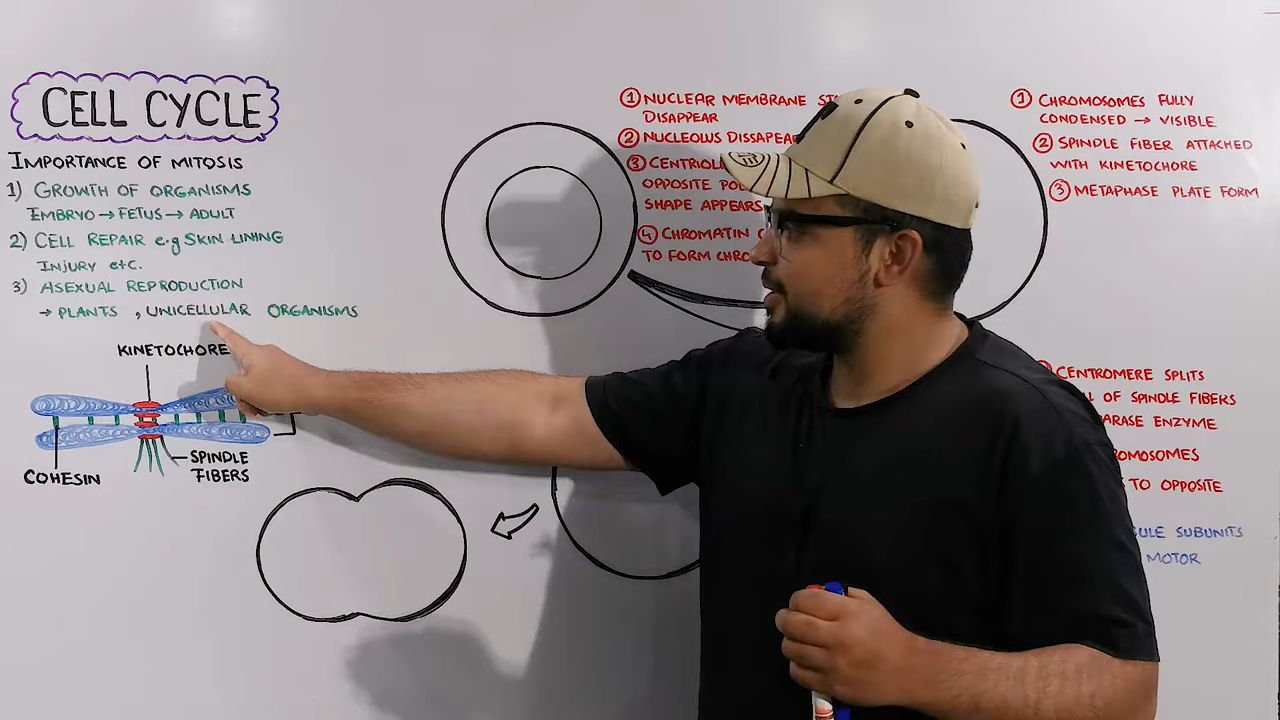 CELL CYCLE
IMPORTANCE OF MITOSIS
1) GROWTH OF ORGANISMS
EMBRYO → FETUS → ADULT
2) CELL REPAIR e.g SKIN LINING
INJURY etc.
3) ASEXUAL REPRODUCTION
→ PLANTS , UNICELLULAR ORGANISMS
KINETOCHORE
COHESIN
SPINDLE
FIBERS
① NUCLEAR MEMBRANE
DISAPPEAR
② NUCLEOLUS DISSAPEA
③ CENTRIOL
OPPOSITE PO
SHAPE APPEARS
④ CHROMATIN
TO FORM CHRO
① CHROMOSOMES FULLY
CONDENSED → VISIBLE
② SPINDLE FIBER ATTACHED
WITH KINETOCHORE
③ METAPHASE PLATE FORM
CENTROMERE SPLITS
OF SPINDLE FIBERS
ARASE ENZYME
OMOSOMES
TO OPPOSITE
ULE SUBUNITS
MOTOR